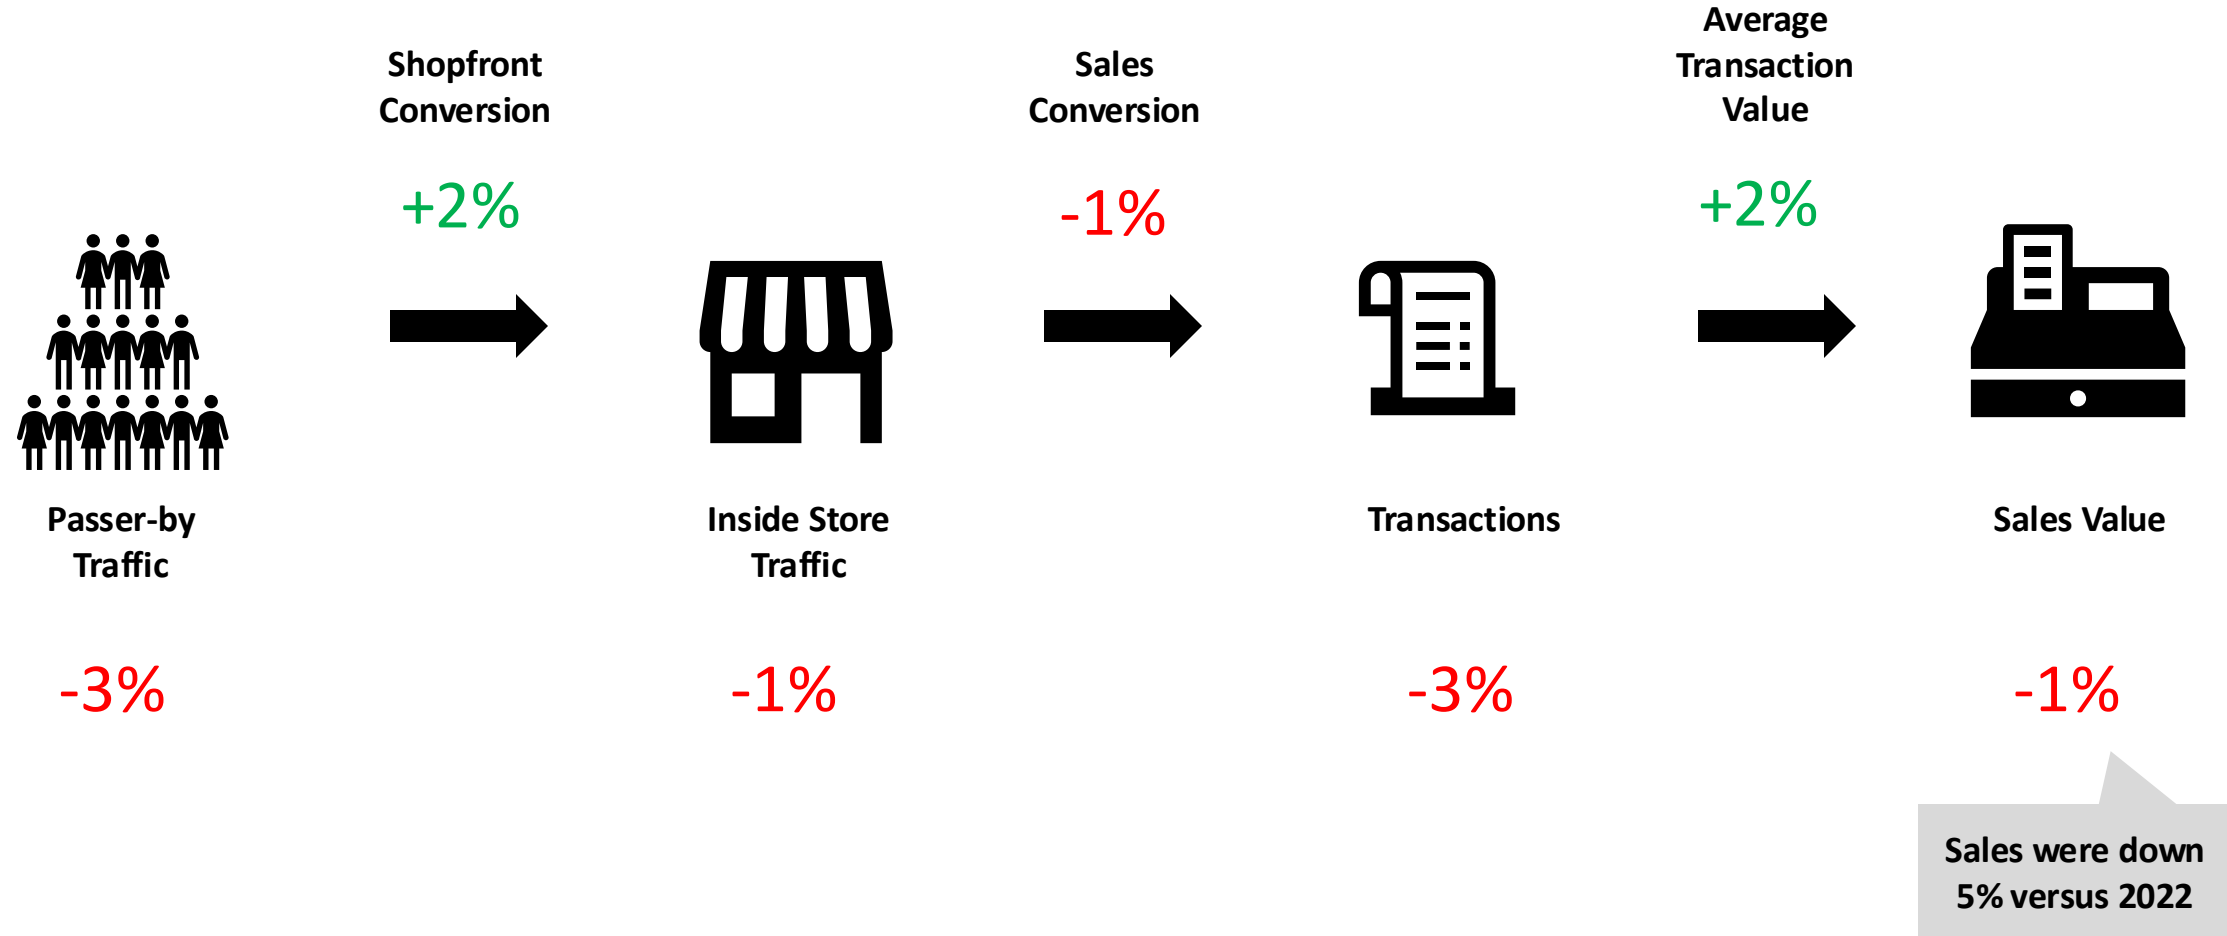 Shopfront
Conversion
+2%
Sales
Conversion
-1%
Average
Transaction
Value
+2%
Passer-by
Traffic
-3%
Inside Store
Traffic
-1%
Transactions
-3%
Sales Value
-1%
Sales were down
5% versus 2022